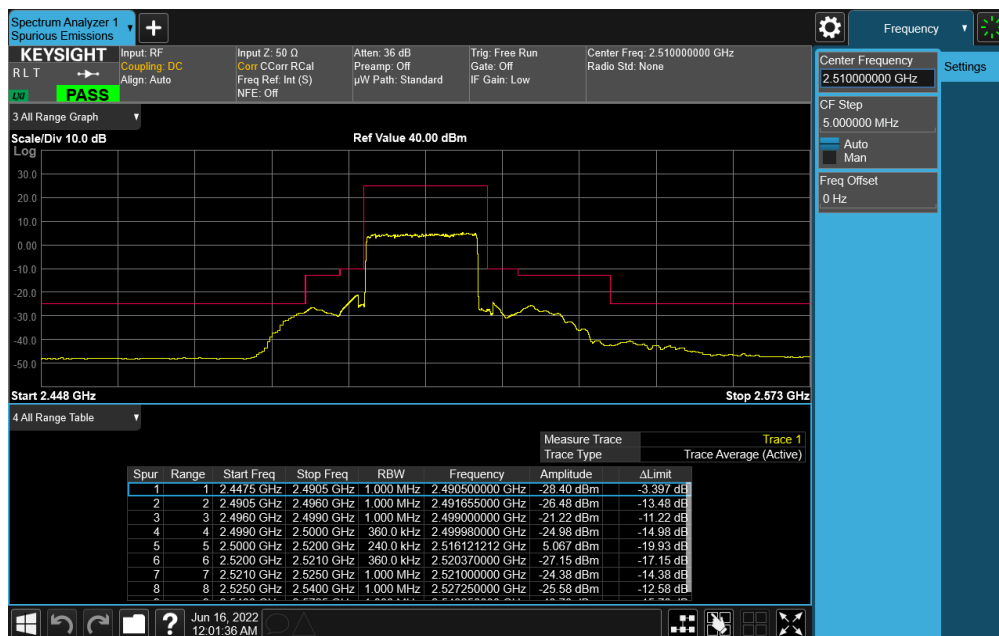 Spectrum Analyzer 1
Spurious Emissions
Frequency
KEYSIGHT
R L T
LXI
PASS
Input: RF
Coupling: DC
Align: Auto
Input Z: 50 Ω
Corr CCorr RCal
Freq Ref: Int (S)
NFE: Off
Atten: 36 dB
Preamp: Off
µW Path: Standard
Trig: Free Run
Gate: Off
IF Gain: Low
Center Freq: 2.510000000 GHz
Radio Std: None
Center Frequency
2.510000000 GHz
Settings
CF Step
5.000000 MHz
Auto
Man
Freq Offset
0 Hz
3 All Range Graph
Scale/Div 10.0 dB
Ref Value 40.00 dBm
Log
30.0
20.0
10.0
0.00
-10.0
-20.0
-30.0
-40.0
-50.0
Start 2.448 GHz
Stop 2.573 GHz
4 All Range Table
Measure Trace Trace 1
Trace Type Trace Average (Active)
Spur Range Start Freq Stop Freq RBW Frequency Amplitude ΔLimit
1 1 2.4475 GHz 2.4905 GHz 1.000 MHz 2.490500000 GHz -28.40 dBm -3.397 dB
2 2 2.4905 GHz 2.4960 GHz 1.000 MHz 2.491655000 GHz -26.48 dBm -13.48 dB
3 3 2.4960 GHz 2.4990 GHz 1.000 MHz 2.499000000 GHz -21.22 dBm -11.22 dB
4 4 2.4990 GHz 2.5000 GHz 360.0 kHz 2.499980000 GHz -24.98 dBm -14.98 dB
5 5 2.5000 GHz 2.5200 GHz 240.0 kHz 2.516121212 GHz 5.067 dBm -19.93 dB
6 6 2.5200 GHz 2.5210 GHz 360.0 kHz 2.520370000 GHz -27.15 dBm -17.15 dB
7 7 2.5210 GHz 2.5250 GHz 1.000 MHz 2.521000000 GHz -24.38 dBm -14.38 dB
8 8 2.5250 GHz 2.5400 GHz 1.000 MHz 2.527250000 GHz -25.58 dBm -12.58 dB
Jun 16, 2022
12:01:36 AM